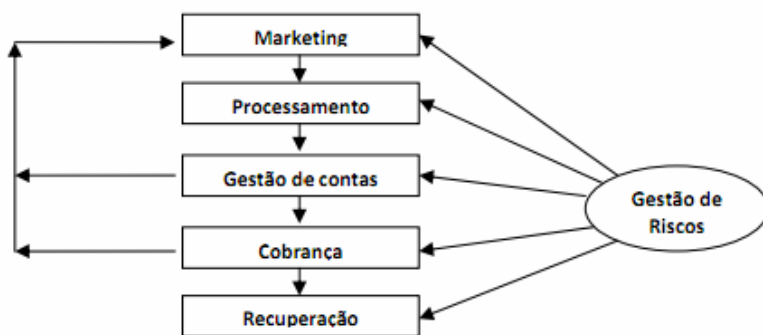 Marketing
Processamento
Gestão de contas
Cobrança
Recuperação
Gestão de
Riscos